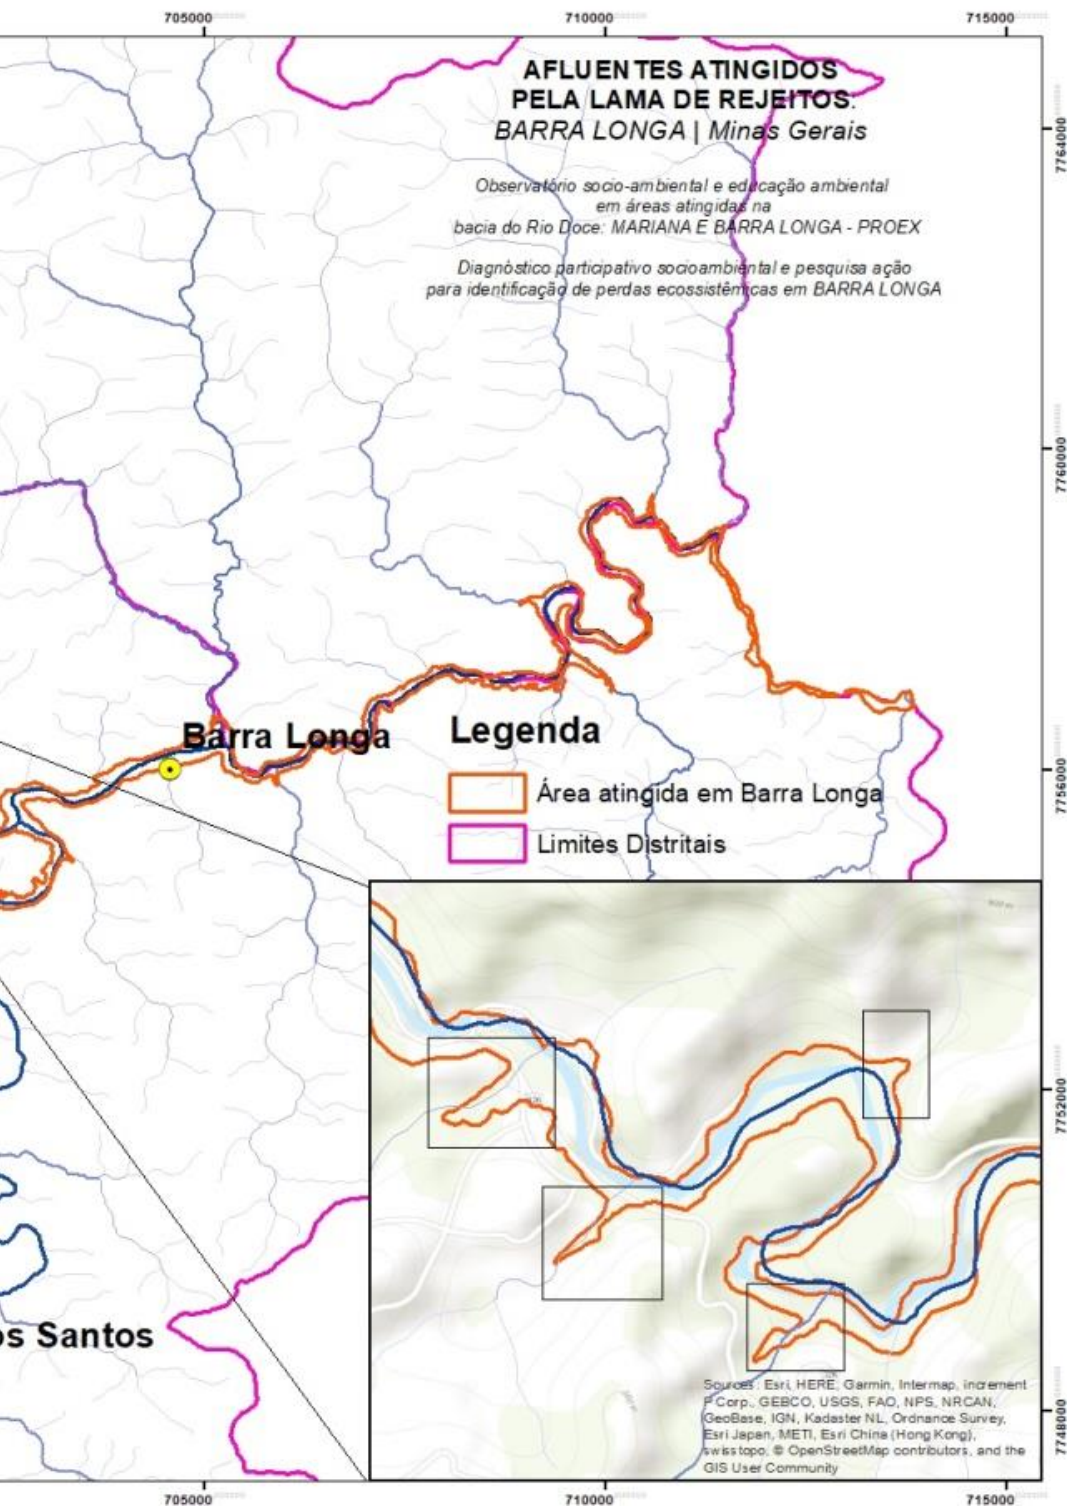 705000
710000
715000
AFLUENTES ATINGIDOS
PELA LAMA DE REJEITOS:
BARRA LONGA | Minas Gerais
Observatório socio-ambiental e educação ambiental
em áreas atingidas na
bacia do Rio Doce: MARIANA E BARRA LONGA - PROEX
Diagnóstico participativo socioambiental e pesquisa ação
para identificação de perdas ecossistêmicas em BARRA LONGA
7764000
7760000
Barra Longa
Legenda
Área atingida em Barra Longa
Limites Distritais
7756000
7752000
os Santos
Sources: Esri, HERE, Garmin, Intermap, increment
P Corp., GEBCO, USGS, FAO, NPS, NRCAN,
GeoBase, IGN, Kadaster NL, Ordnance Survey,
Esri Japan, METI, Esri China (Hong Kong),
swisstopo, © OpenStreetMap contributors, and the
GIS User Community
7748000
705000
710000
715000